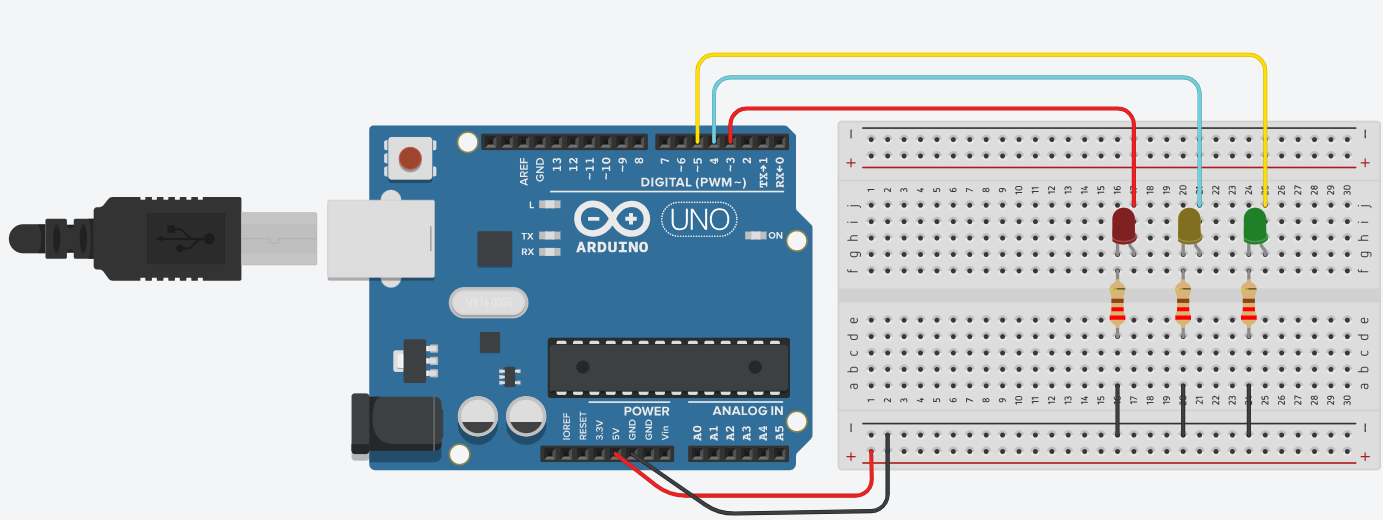 AREF GND 13 12 ~11 ~10 ~9 8 7 ~6 ~5 4 ~3 2 TX→1 RX←0
DIGITAL (PWM~)
L
TX
RX
ARDUINO
UNO
ON
POWER
ANALOG IN
IOREF RESET 3.3V 5V GND GND Vin A0 A1 A2 A3 A4 A5
− −
+ +
1 2 3 4 5 6 7 8 9 10 11 12 13 14 15 16 17 18 19 20 21 22 23 24 25 26 27 28 29 30
j j
i i
h h
g g
f f
e e
d d
c c
b b
a a
1 2 3 4 5 6 7 8 9 10 11 12 13 14 15 16 17 18 19 20 21 22 23 24 25 26 27 28 29 30
− −
+ +